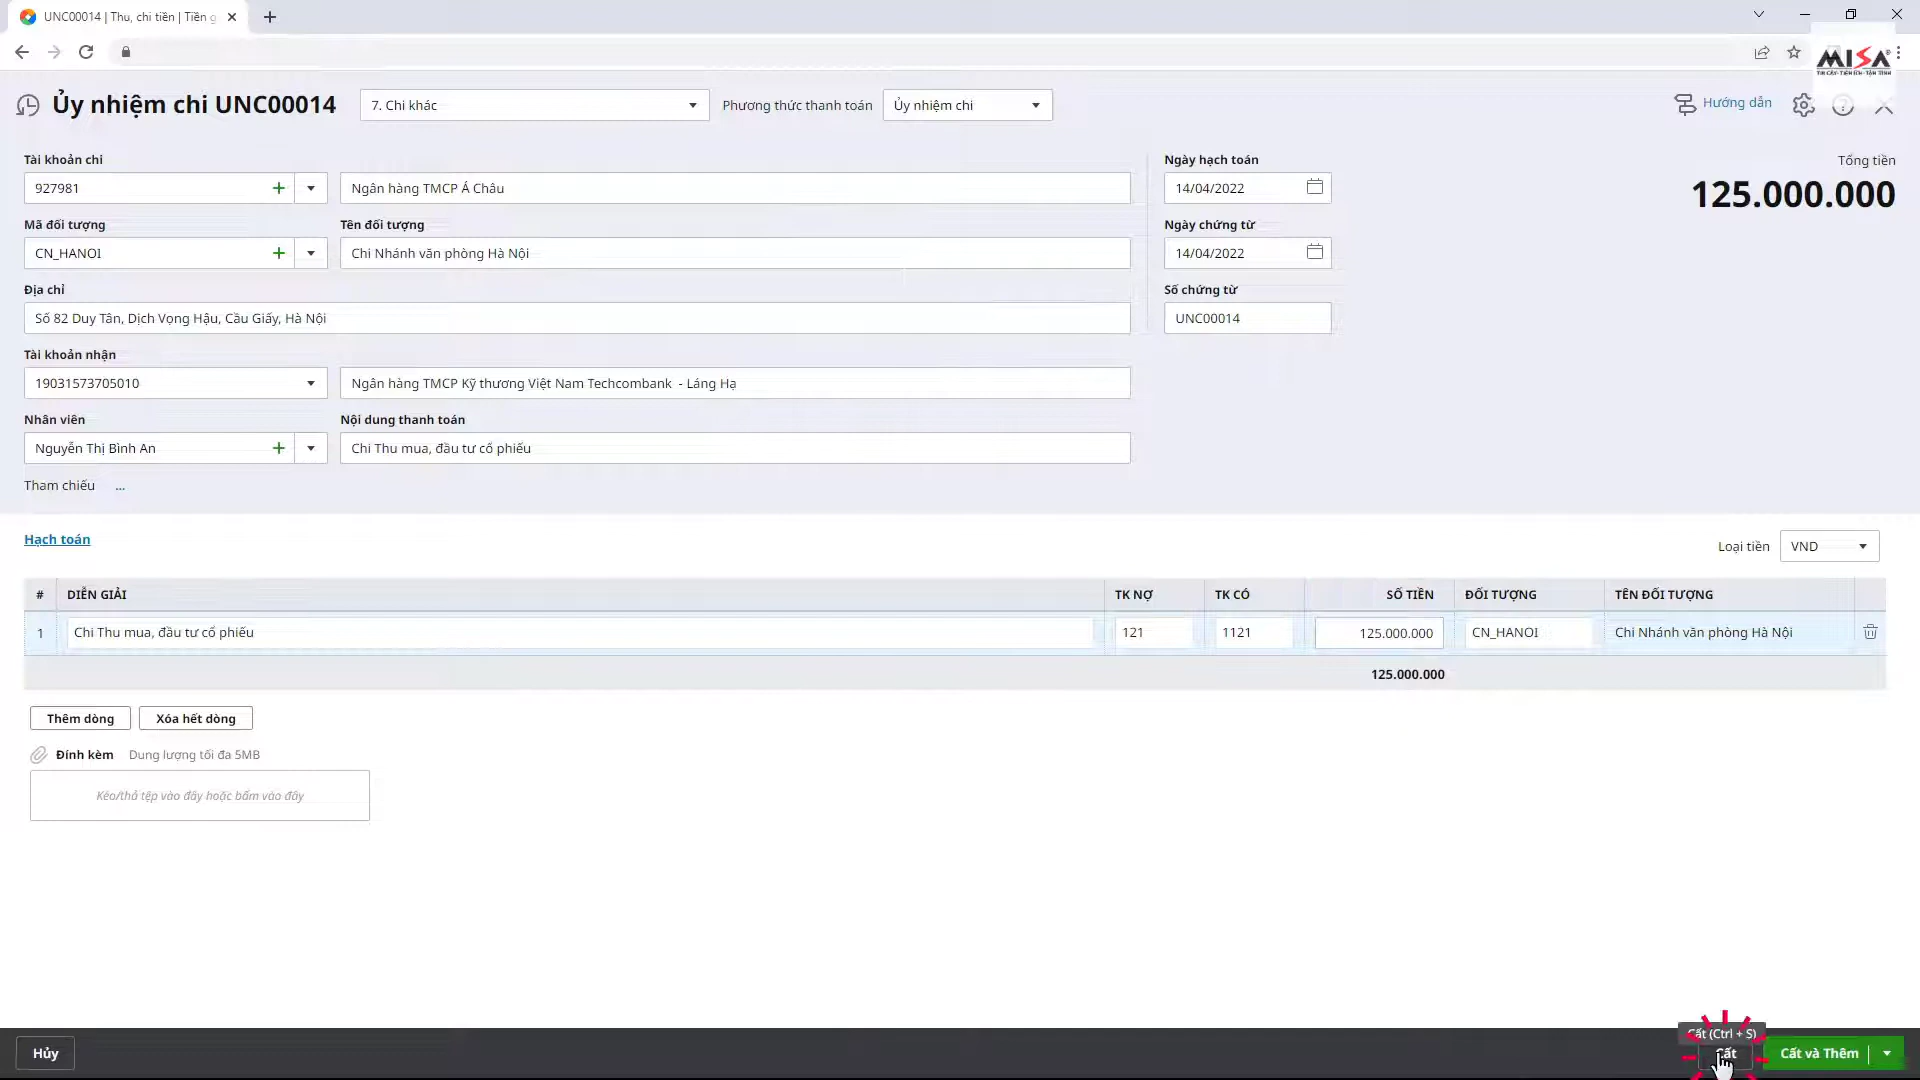 UNC00014 | Thu, chi tiền | Tiền g
MISA
TIN CẬY - TIỆN ÍCH - TẬN TÌNH
Ủy nhiệm chi UNC00014
7. Chi khác
Phương thức thanh toán
Ủy nhiệm chi
Hướng dẫn
Tài khoản chi
Ngày hạch toán
Tổng tiền
927981
Ngân hàng TMCP Á Châu
14/04/2022
125.000.000
Mã đối tượng
Tên đối tượng
Ngày chứng từ
CN_HANOI
Chi Nhánh văn phòng Hà Nội
14/04/2022
Địa chỉ
Số chứng từ
Số 82 Duy Tân, Dịch Vọng Hậu, Cầu Giấy, Hà Nội
UNC00014
Tài khoản nhận
19031573705010
Ngân hàng TMCP Kỹ thương Việt Nam Techcombank - Láng Hạ
Nhân viên
Nội dung thanh toán
Nguyễn Thị Bình An
Chi Thu mua, đầu tư cổ phiếu
Tham chiếu ...
Hạch toán
Loại tiền
VND
# DIỄN GIẢI TK NỢ TK CÓ SỐ TIỀN ĐỐI TƯỢNG TÊN ĐỐI TƯỢNG
1 Chi Thu mua, đầu tư cổ phiếu 121 1121 125.000.000 CN_HANOI Chi Nhánh văn phòng Hà Nội
125.000.000
Thêm dòng
Xóa hết dòng
Đính kèm
Dung lượng tối đa 5MB
Kéo/thả tệp vào đây hoặc bấm vào đây
Cất (Ctrl + S)
Hủy
Cất
Cất và Thêm